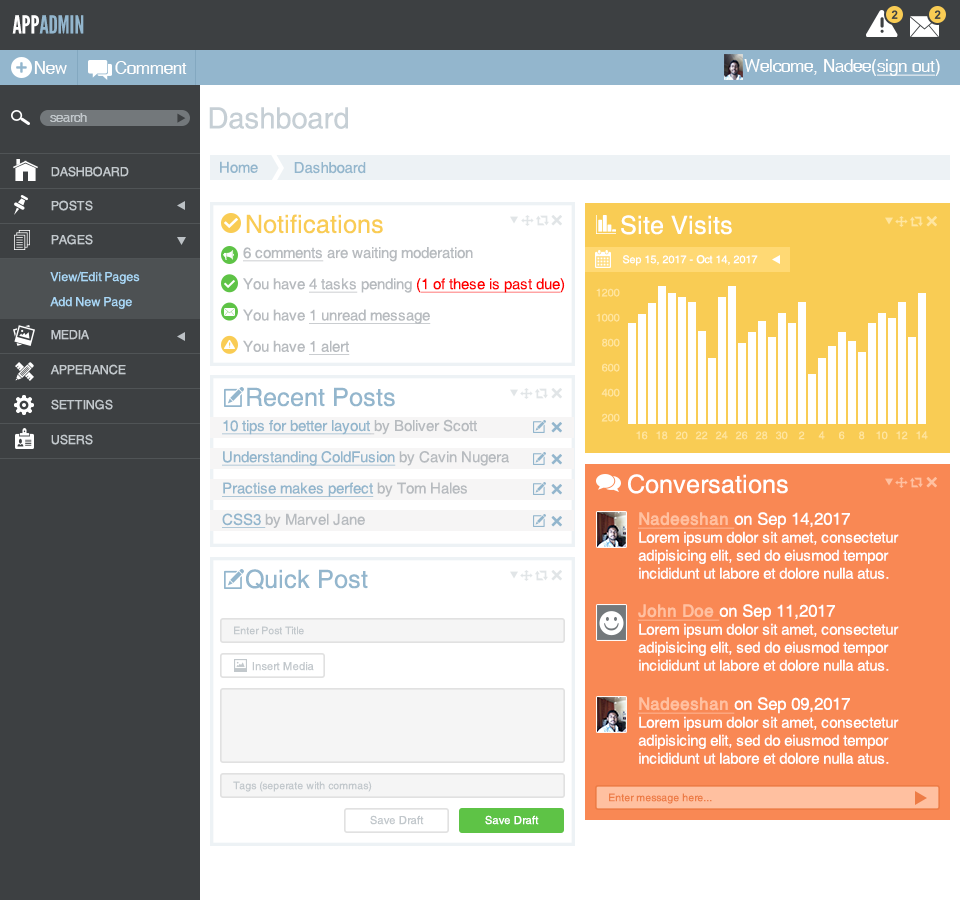 APPADMIN
2
2
New
Comment
Welcome, Nadee(sign out)
search
DASHBOARD
POSTS
PAGES
View/Edit Pages
Add New Page
MEDIA
APPERANCE
SETTINGS
USERS
Dashboard
Home
Dashboard
Notifications
6 comments are waiting moderation
You have 4 tasks pending (1 of these is past due)
You have 1 unread message
You have 1 alert
Recent Posts
10 tips for better layout by Boliver Scott
Understanding ColdFusion by Cavin Nugera
Practise makes perfect by Tom Hales
CSS3 by Marvel Jane
Quick Post
Enter Post Title
Insert Media
Tags (seperate with commas)
Save Draft
Save Draft
Site Visits
Sep 15, 2017 - Oct 14, 2017
1200
1000
800
600
400
200
16 18 20 22 24 26 28 30 2 4 6 8 10 12 14
Conversations
Nadeeshan on Sep 14,2017
Lorem ipsum dolor sit amet, consectetur
adipisicing elit, sed do eiusmod tempor
incididunt ut labore et dolore nulla atus.
John Doe on Sep 11,2017
Lorem ipsum dolor sit amet, consectetur
adipisicing elit, sed do eiusmod tempor
incididunt ut labore et dolore nulla atus.
Nadeeshan on Sep 09,2017
Lorem ipsum dolor sit amet, consectetur
adipisicing elit, sed do eiusmod tempor
incididunt ut labore et dolore nulla atus.
Enter message here...